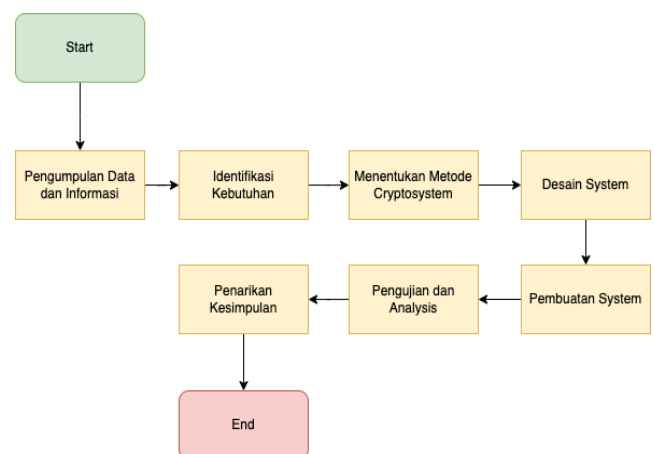 Start
Pengumpulan Data
dan Informasi
Identifikasi
Kebutuhan
Menentukan Metode
Cryptosystem
Desain System
Pembuatan System
Pengujian dan
Analysis
Penarikan
Kesimpulan
End